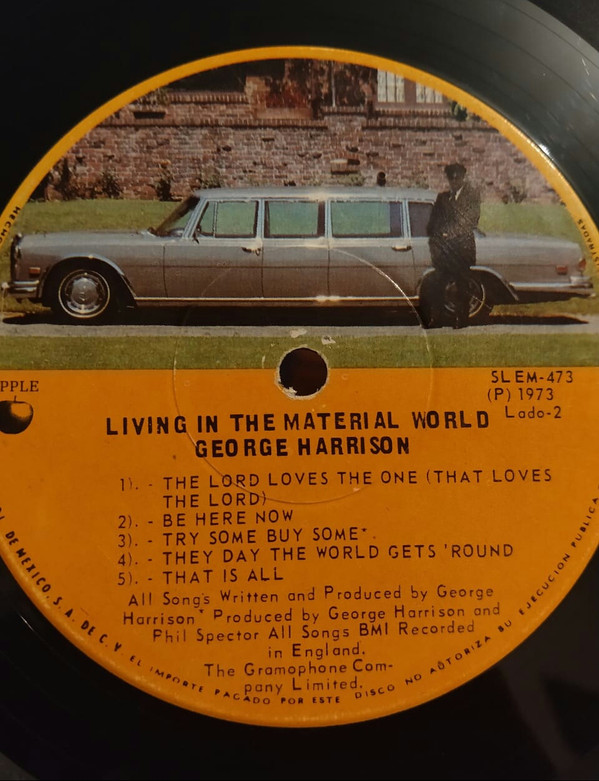 HECHO
STRADAS
PPLE
SLEM-473
(P) 1973
Lado-2
LIVING IN THE MATERIAL WORLD
GEORGE HARRISON
1). - THE LORD LOVES THE ONE (THAT LOVES
THE LORD)
2). - BE HERE NOW
3). - TRY SOME BUY SOME*
4). - THEY DAY THE WORLD GETS 'ROUND
5). - THAT IS ALL
All Song's Written and Produced by George
Harrison* Produced by George Harrison and
Phil Spector All Songs BMI Recorded
in England.
The Gramophone Com-
pany Limited.
DE MEXICO, S. A. DE C. V. EL IMPORTE PAGADO POR ESTE DISCO NO AUTORIZA SU EJECUCION PUBLICA